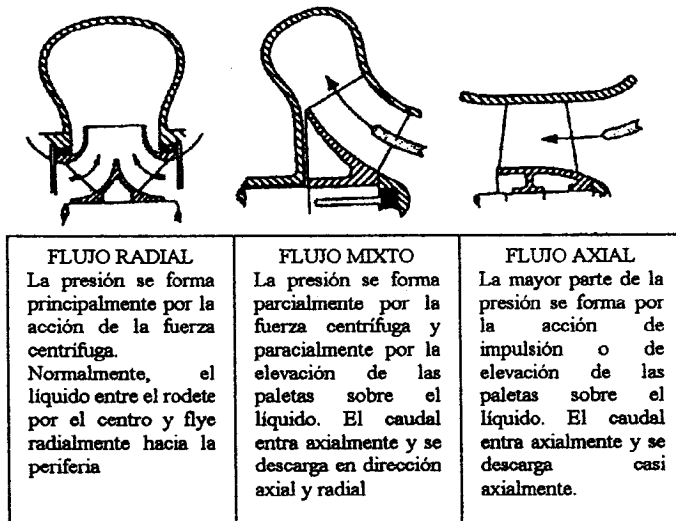 FLUJO RADIAL
La presión se forma
principalmente por la
acción de la fuerza
centrífuga.
Normalmente, el
líquido entre el rodete
por el centro y flye
radialmente hacia la
periferia
FLUJO MIXTO
La presión se forma
parcialmente por la
fuerza centrífuga y
paracialmente por la
elevación de las
paletas sobre el
líquido. El caudal
entra axialmente y se
descarga en dirección
axial y radial
FLUJO AXIAL
La mayor parte de la
presión se forma por
la acción de
impulsión o de
elevación de las
paletas sobre el
líquido. El caudal
entra axialmente y se
descarga casi
axialmente.